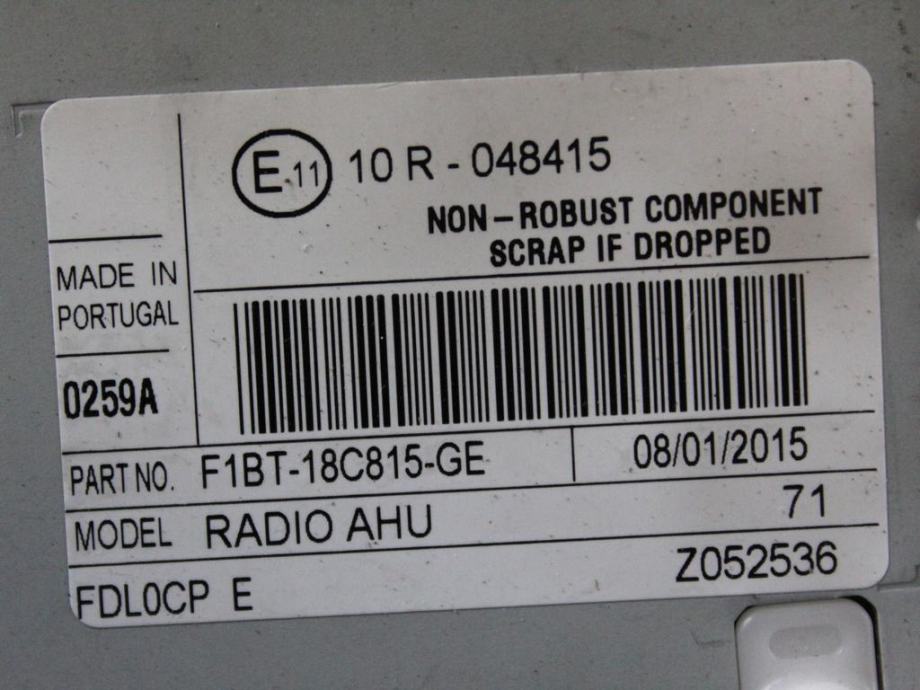 E 11 10 R - 048415
NON-ROBUST COMPONENT
SCRAP IF DROPPED
MADE IN
PORTUGAL
0259A
PART NO. F1BT-18C815-GE 08/01/2015
MODEL RADIO AHU 71
FDL0CP E Z052536